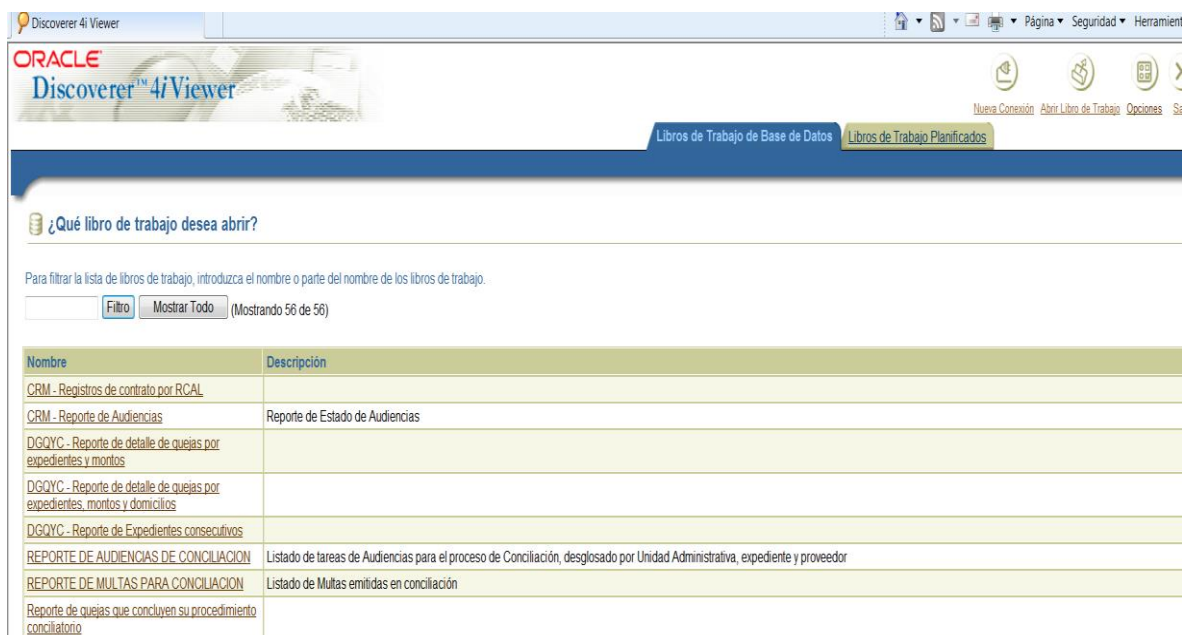 Discoverer 4i Viewer
Página Seguridad Herramient
ORACLE
Discoverer™ 4i Viewer
Nueva Conexión Abrir Libro de Trabajo Opciones Sa
Libros de Trabajo de Base de Datos Libros de Trabajo Planificados
¿Qué libro de trabajo desea abrir?
Para filtrar la lista de libros de trabajo, introduzca el nombre o parte del nombre de los libros de trabajo.
Filtro Mostrar Todo (Mostrando 56 de 56)
Nombre Descripción
CRM - Registros de contrato por RCAL
CRM - Reporte de Audiencias Reporte de Estado de Audiencias
DGQYC - Reporte de detalle de quejas por
expedientes y montos
DGQYC - Reporte de detalle de quejas por
expedientes, montos y domicilios
DGQYC - Reporte de Expedientes consecutivos
REPORTE DE AUDIENCIAS DE CONCILIACION Listado de tareas de Audiencias para el proceso de Conciliación, desglosado por Unidad Administrativa, expediente y proveedor
REPORTE DE MULTAS PARA CONCILIACION Listado de Multas emitidas en conciliación
Reporte de quejas que concluyen su procedimiento
conciliatorio